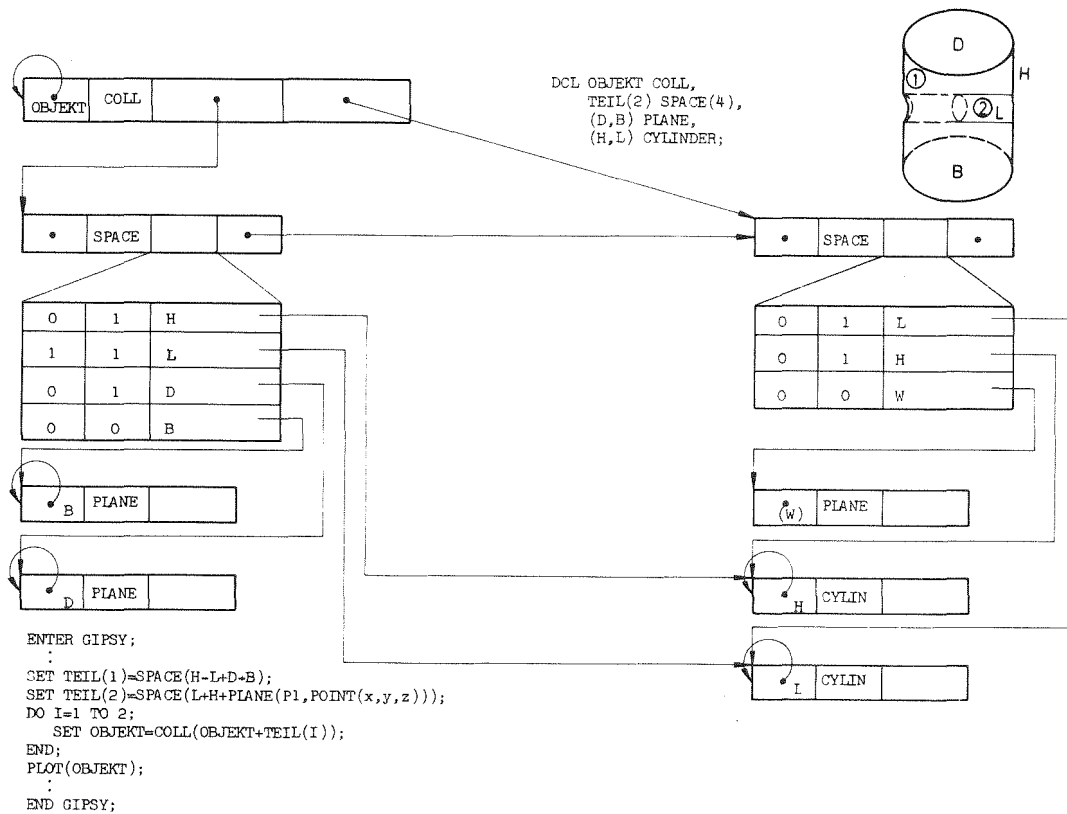 D
①
H
②
L
B
DCL OBJEKT COLL,
TEIL(2) SPACE(4),
(D,B) PLANE,
(H,L) CYLINDER;
OBJEKT COLL
SPACE
SPACE
0 1 H
1 1 L
0 1 D
0 0 B
0 1 L
0 1 H
0 0 W
B PLANE
D PLANE
(W) PLANE
H CYLIN
L CYLIN
ENTER GIPSY;
:
SET TEIL(1)=SPACE(H-L+D+B);
SET TEIL(2)=SPACE(L+H+PLANE(P1,POINT(x,y,z)));
DO I=1 TO 2;
SET OBJEKT=COLL(OBJEKT+TEIL(I));
END;
PLOT(OBJEKT);
:
END GIPSY;